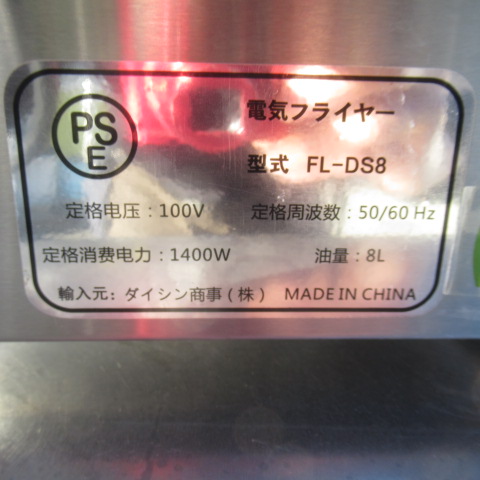 PS
E
電気フライヤー
型式 FL-DS8
定格电压：100V 定格周波数：50/60 Hz
定格消费电力：1400W 油量：8L
輸入元：ダイシン商事（株） MADE IN CHINA